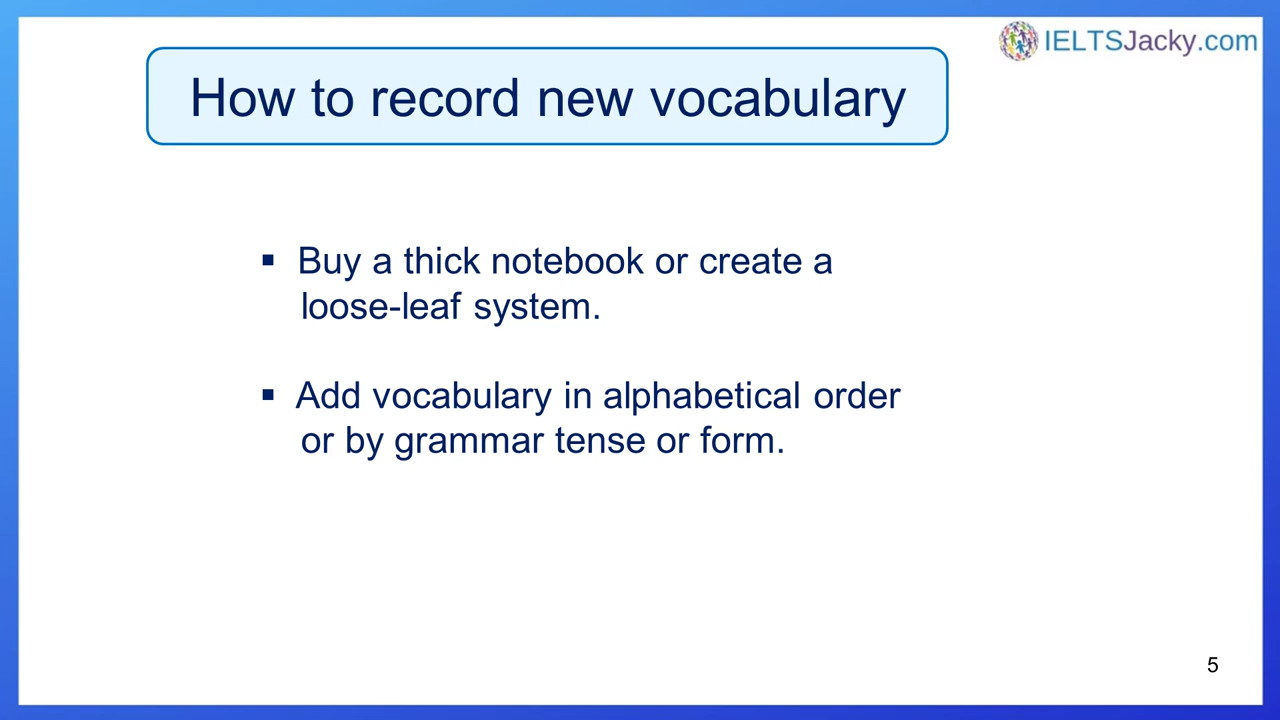 IELTSJacky.com
How to record new vocabulary
▪ Buy a thick notebook or create a
loose-leaf system.
▪ Add vocabulary in alphabetical order
or by grammar tense or form.
5